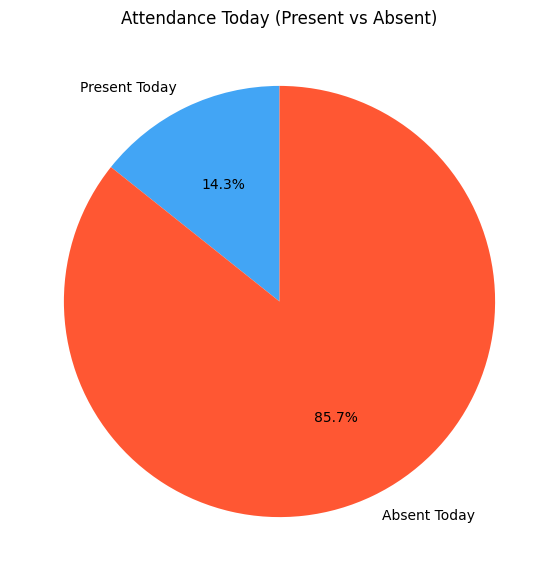 Attendance Today (Present vs Absent)
Present Today
14.3%
85.7%
Absent Today